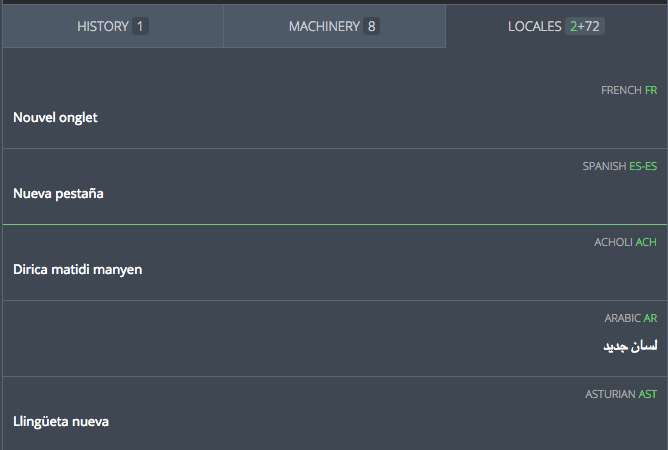 HISTORY 1 MACHINERY 8 LOCALES 2+72
FRENCH FR
Nouvel onglet
SPANISH ES-ES
Nueva pestaña
ACHOLI ACH
Dirica matidi manyen
ARABIC AR
لسان جديد
ASTURIAN AST
Llingüeta nueva